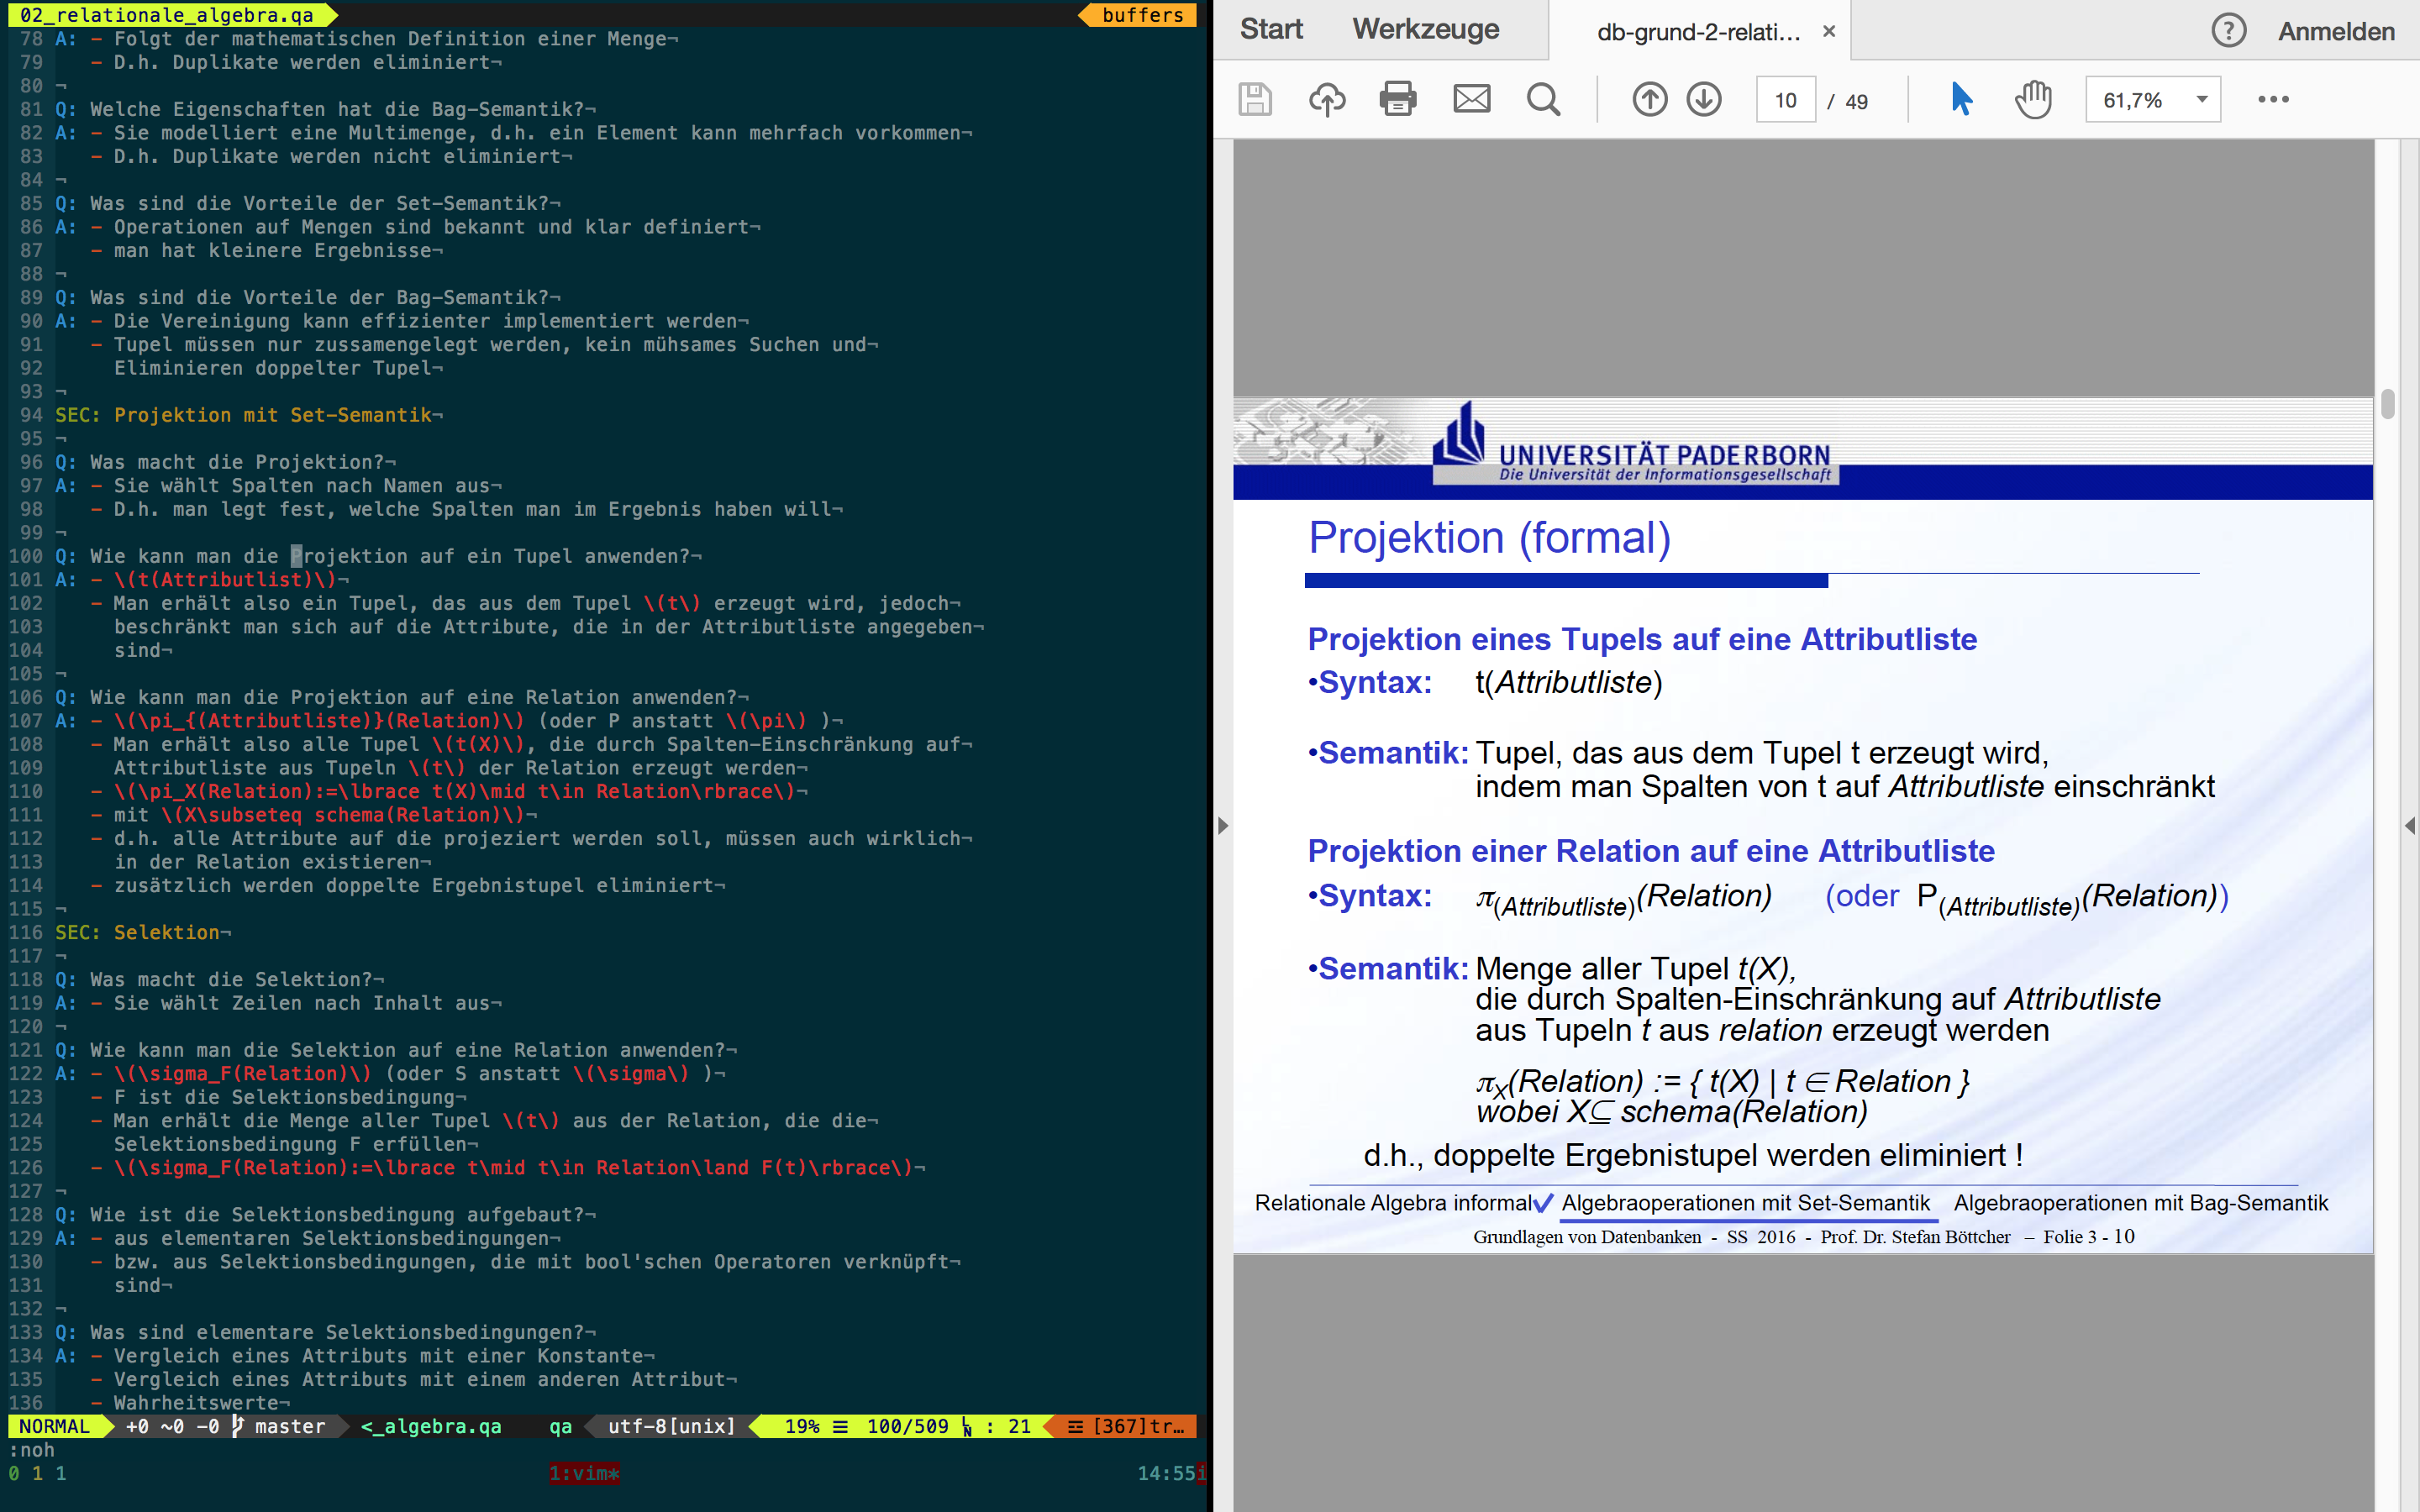 02_relationale_algebra.qa
buffers
78 A: - Folgt der mathematischen Definition einer Menge¬
79 - D.h. Duplikate werden eliminiert¬
80 ¬
81 Q: Welche Eigenschaften hat die Bag-Semantik?¬
82 A: - Sie modelliert eine Multimenge, d.h. ein Element kann mehrfach vorkommen¬
83 - D.h. Duplikate werden nicht eliminiert¬
84 ¬
85 Q: Was sind die Vorteile der Set-Semantik?¬
86 A: - Operationen auf Mengen sind bekannt und klar definiert¬
87 - man hat kleinere Ergebnisse¬
88 ¬
89 Q: Was sind die Vorteile der Bag-Semantik?¬
90 A: - Die Vereinigung kann effizienter implementiert werden¬
91 - Tupel müssen nur zussamengelegt werden, kein mühsames Suchen und¬
92 Eliminieren doppelter Tupel¬
93 ¬
94 SEC: Projektion mit Set-Semantik¬
95 ¬
96 Q: Was macht die Projektion?¬
97 A: - Sie wählt Spalten nach Namen aus¬
98 - D.h. man legt fest, welche Spalten man im Ergebnis haben will¬
99 ¬
100 Q: Wie kann man die Projektion auf ein Tupel anwenden?¬
101 A: - \(t(Attributlist)\)¬
102 - Man erhält also ein Tupel, das aus dem Tupel \(t\) erzeugt wird, jedoch¬
103 beschränkt man sich auf die Attribute, die in der Attributliste angegeben¬
104 sind¬
105 ¬
106 Q: Wie kann man die Projektion auf eine Relation anwenden?¬
107 A: - \(\pi_{(Attributliste)}(Relation)\) (oder P anstatt \(\pi\) )¬
108 - Man erhält also alle Tupel \(t(X)\), die durch Spalten-Einschränkung auf¬
109 Attributliste aus Tupeln \(t\) der Relation erzeugt werden¬
110 - \(\pi_X(Relation):=\lbrace t(X)\mid t\in Relation\rbrace\)¬
111 - mit \(X\subseteq schema(Relation)\)¬
112 - d.h. alle Attribute auf die projeziert werden soll, müssen auch wirklich¬
113 in der Relation existieren¬
114 - zusätzlich werden doppelte Ergebnistupel eliminiert¬
115 ¬
116 SEC: Selektion¬
117 ¬
118 Q: Was macht die Selektion?¬
119 A: - Sie wählt Zeilen nach Inhalt aus¬
120 ¬
121 Q: Wie kann man die Selektion auf eine Relation anwenden?¬
122 A: - \(\sigma_F(Relation)\) (oder S anstatt \(\sigma\) )¬
123 - F ist die Selektionsbedingung¬
124 - Man erhält die Menge aller Tupel \(t\) aus der Relation, die die¬
125 Selektionsbedingung F erfüllen¬
126 - \(\sigma_F(Relation):=\lbrace t\mid t\in Relation\land F(t)\rbrace\)¬
127 ¬
128 Q: Wie ist die Selektionsbedingung aufgebaut?¬
129 A: - aus elementaren Selektionsbedingungen¬
130 - bzw. aus Selektionsbedingungen, die mit bool'schen Operatoren verknüpft¬
131 sind¬
132 ¬
133 Q: Was sind elementare Selektionsbedingungen?¬
134 A: - Vergleich eines Attributs mit einer Konstante¬
135 - Vergleich eines Attributs mit einem anderen Attribut¬
136 - Wahrheitswerte¬
NORMAL +0 ~0 -0 master <_algebra.qa qa utf-8[unix] 19% ☰ 100/509 : 21 [367]tr…
:noh
0 1 1 1:vim* 14:55i
Start Werkzeuge db-grund-2-relati… × ? Anmelden
10 / 49 61,7% •••
UNIVERSITÄT PADERBORN
Die Universität der Informationsgesellschaft
Projektion (formal)
Projektion eines Tupels auf eine Attributliste
•Syntax: t(Attributliste)
•Semantik: Tupel, das aus dem Tupel t erzeugt wird,
indem man Spalten von t auf Attributliste einschränkt
Projektion einer Relation auf eine Attributliste
•Syntax: π(Attributliste)(Relation) (oder P(Attributliste)(Relation))
•Semantik: Menge aller Tupel t(X),
die durch Spalten-Einschränkung auf Attributliste
aus Tupeln t aus relation erzeugt werden
πX(Relation) := { t(X) | t ∈ Relation }
wobei X⊆ schema(Relation)
d.h., doppelte Ergebnistupel werden eliminiert !
Relationale Algebra informal✓ Algebraoperationen mit Set-Semantik Algebraoperationen mit Bag-Semantik
Grundlagen von Datenbanken - SS 2016 - Prof. Dr. Stefan Böttcher – Folie 3 - 10